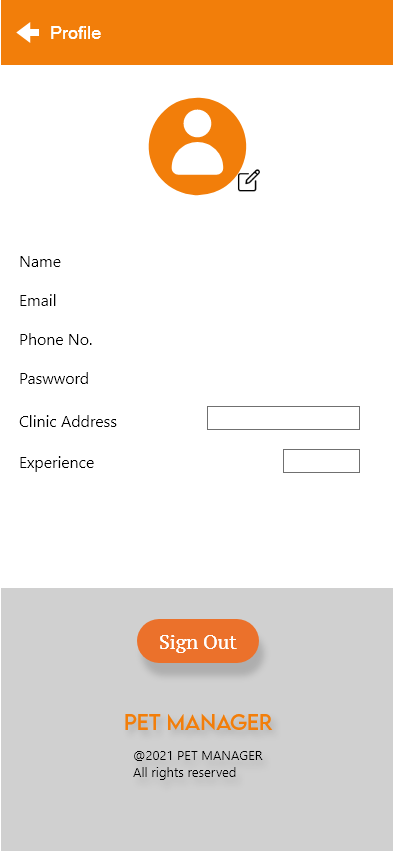 Profile
Name
Email
Phone No.
Paswword
Clinic Address
Experience
Sign Out
PET MANAGER
@2021 PET MANAGER
All rights reserved